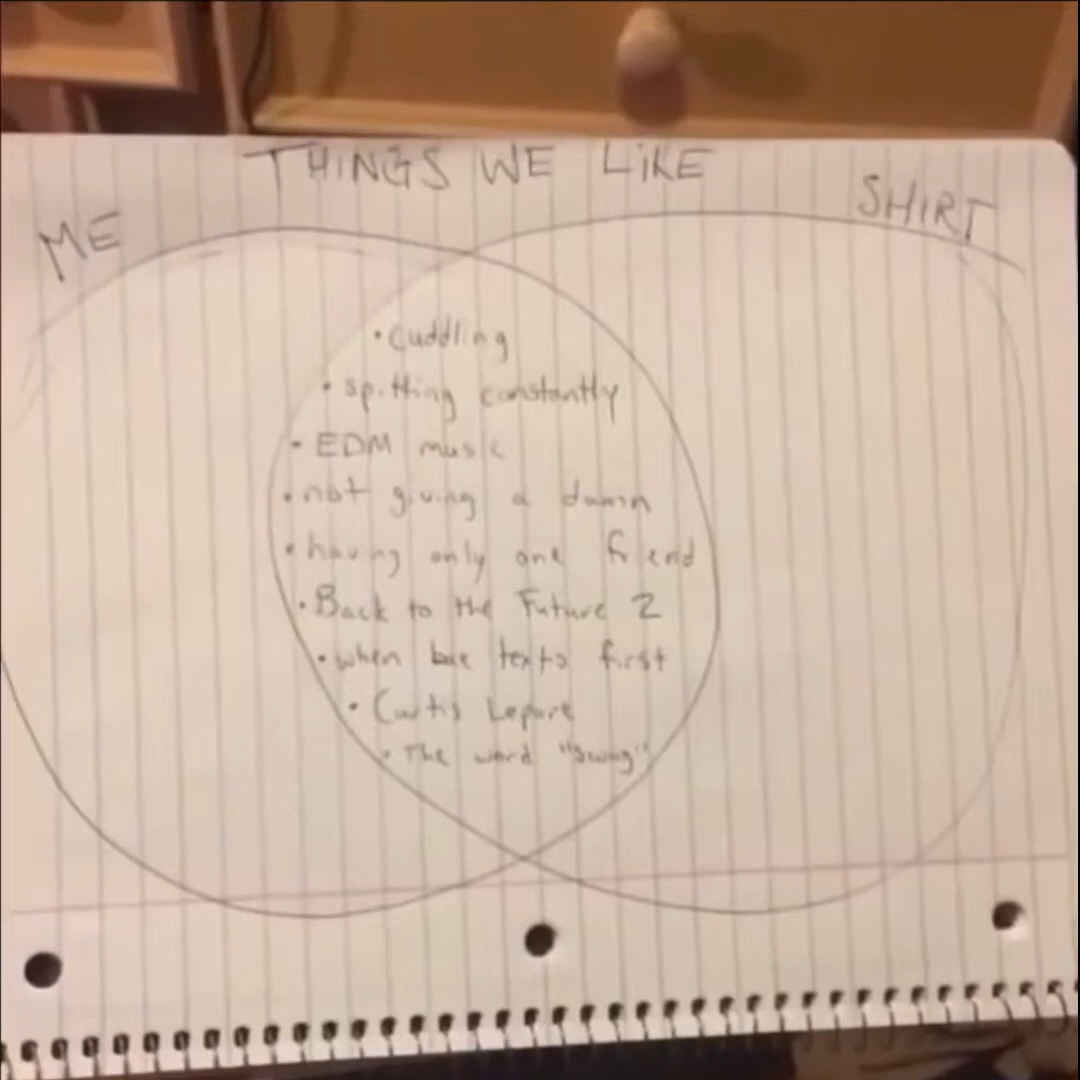 THINGS WE LIKE
ME
SHIRT
• cuddling
• spitting constantly
• EDM music
• not giving a damn
• having only one friend
• Back to the Future 2
• when bae texts first
• Curtis Lepore
• The word "swag"